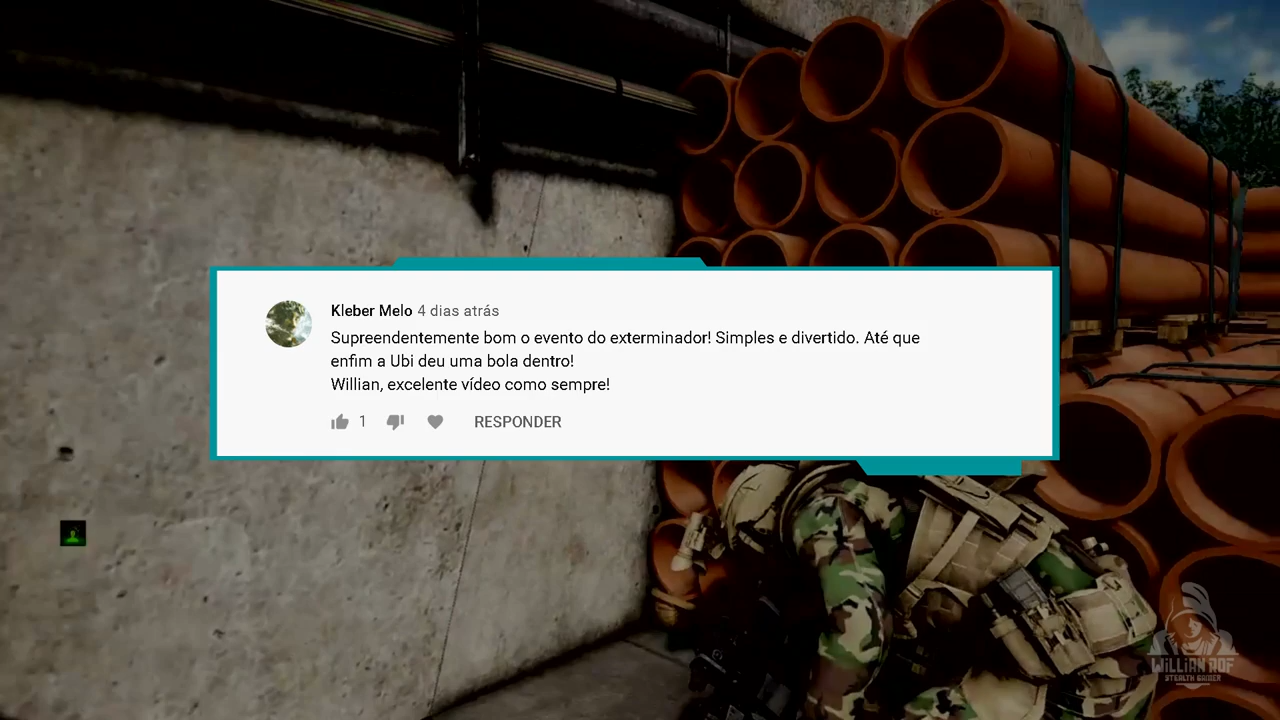 Kleber Melo 4 dias atrás
Supreendentemente bom o evento do exterminador! Simples e divertido. Até que
enfim a Ubi deu uma bola dentro!
Willian, excelente vídeo como sempre!
1 RESPONDER
WILLIAN ROF
STEALTH GAMER